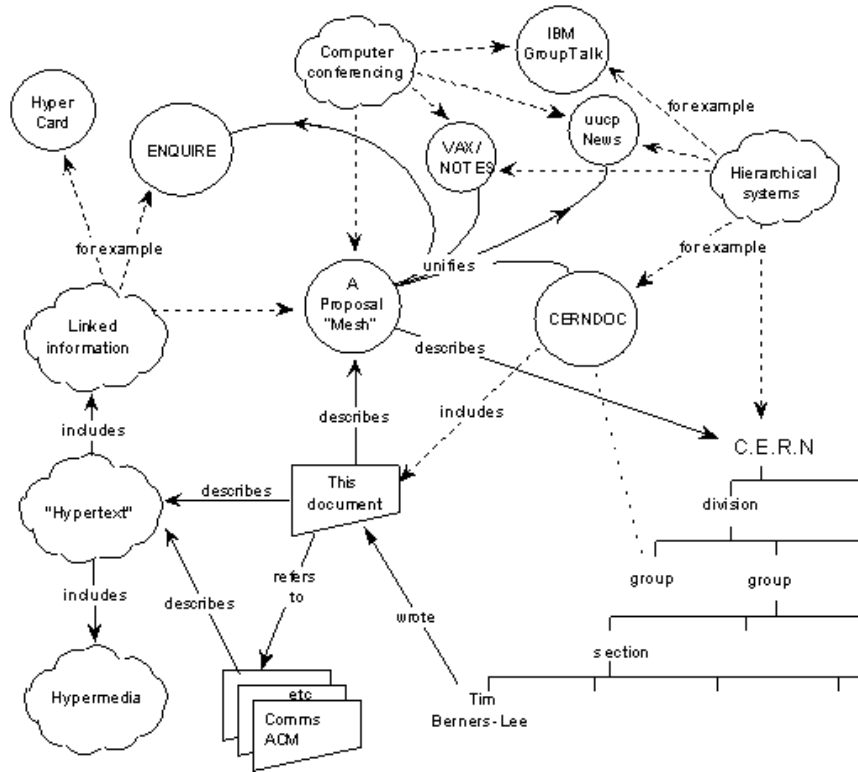 IBM
GroupTalk
Computer
conferencing
Hyper
Card
for example
uucp
News
ENQUIRE
VAX/
NOTES
Hierarchical
systems
for example
for example
unifies
A
Proposal
"Mesh"
CERNDOC
Linked
information
describes
describes
includes
includes
C.E.R.N
This
document
describes
"Hypertext"
division
refers
to
group
group
includes
describes
wrote
section
Hypermedia
etc
Tim
Berners-Lee
Comms
ACM